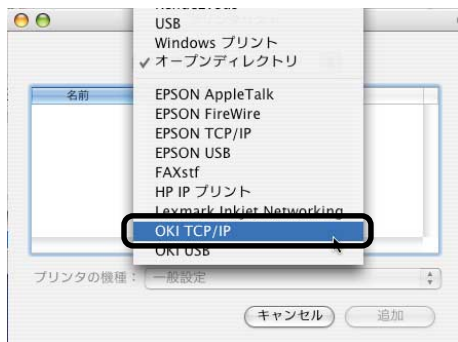 Rendezvous
USB
Windows プリント
✓ オープンディレクトリ
名前
EPSON AppleTalk
EPSON FireWire
EPSON TCP/IP
EPSON USB
FAXstf
HP IP プリント
Lexmark Inkjet Networking
OKI TCP/IP
OKI USB
プリンタの機種： 一般設定
キャンセル 追加